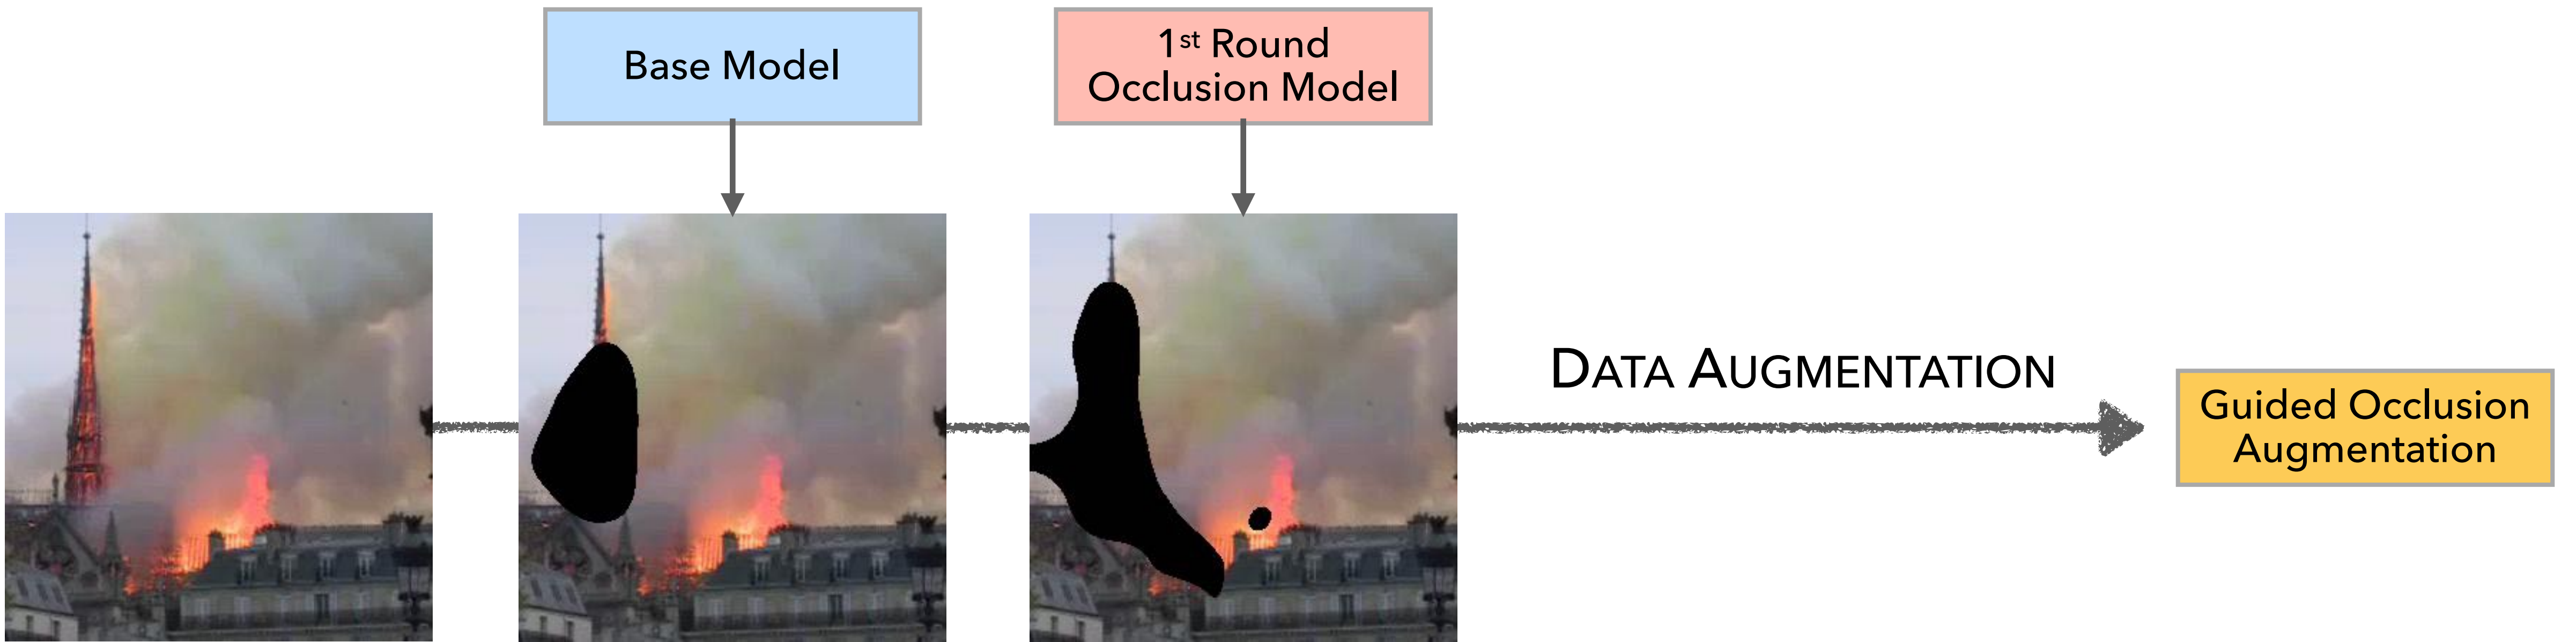 Base Model
1st Round
Occlusion Model
DATA AUGMENTATION
Guided Occlusion
Augmentation